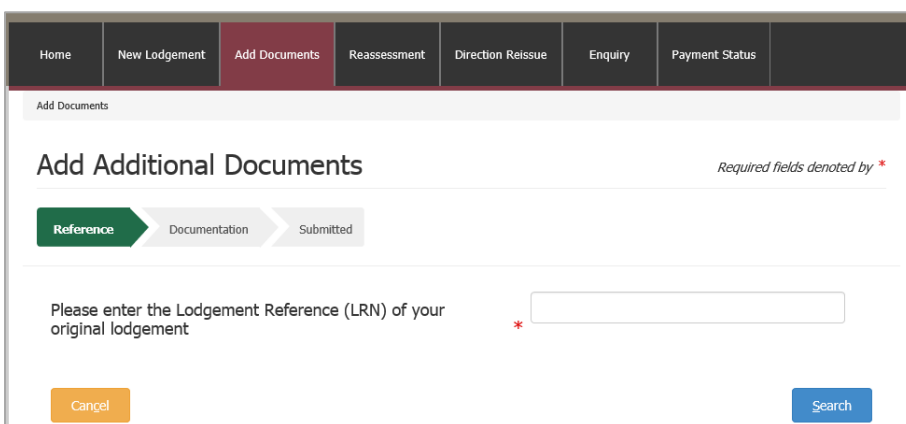 Home New Lodgement Add Documents Reassessment Direction Reissue Enquiry Payment Status
Add Documents
Add Additional Documents
Required fields denoted by *
Reference Documentation Submitted
Please enter the Lodgement Reference (LRN) of your
original lodgement *
Cancel Search